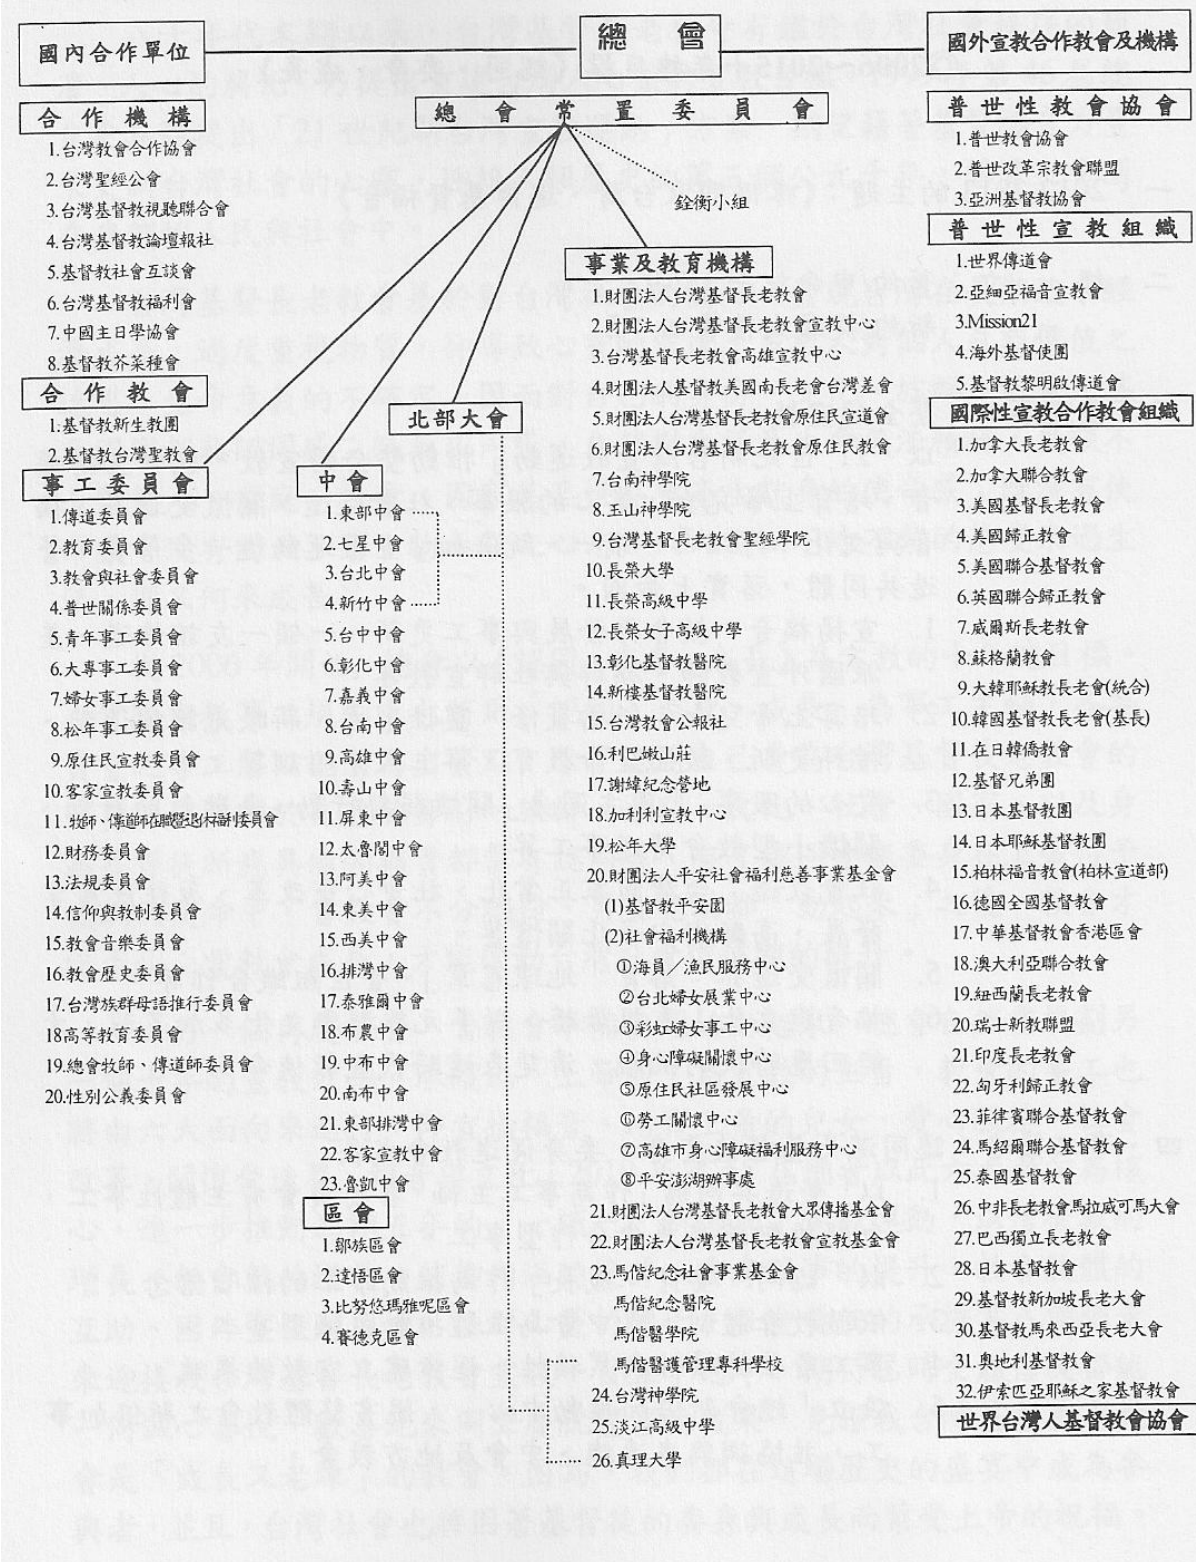 國內合作單位
總會
國外宣教合作教會及機構
總會常置委員會
銓衡小組
合作機構
1.台灣教會合作協會
2.台灣聖經公會
3.台灣基督教視聽聯合會
4.台灣基督教論壇報社
5.基督教社會互談會
6.台灣基督教福利會
7.中國主日學協會
8.基督教芥菜種會
合作教會
1.基督教新生教團
2.基督教台灣聖教會
事工委員會
1.傳道委員會
2.教育委員會
3.教會與社會委員會
4.普世關係委員會
5.青年事工委員會
6.大專事工委員會
7.婦女事工委員會
8.松年事工委員會
9.原住民宣教委員會
10.客家宣教委員會
11.牧師、傳道師在職暨退休福利委員會
12.財務委員會
13.法規委員會
14.信仰與教制委員會
15.教會音樂委員會
16.教會歷史委員會
17.台灣族群母語推行委員會
18高等教育委員會
19.總會牧師、傳道師委員會
20.性別公義委員會
北部大會
中會
1.東部中會
2.七星中會
3.台北中會
4.新竹中會
5.台中中會
6.彰化中會
7.嘉義中會
8.台南中會
9.高雄中會
10.壽山中會
11.屏東中會
12.太魯閣中會
13.阿美中會
14.東美中會
15.西美中會
16.排灣中會
17.泰雅爾中會
18.布農中會
19.中布中會
20.南布中會
21.東部排灣中會
22.客家宣教中會
23.魯凱中會
區會
1.鄒族區會
2.達悟區會
3.比努悠瑪雅呢區會
4.賽德克區會
事業及教育機構
1.財團法人台灣基督長老教會
2.財團法人台灣基督長老教會宣教中心
3.台灣基督長老教會高雄宣教中心
4.財團法人基督教美國南長老會台灣差會
5.財團法人台灣基督長老教會原住民宣道會
6.財團法人台灣基督長老教會原住民教會
7.台南神學院
8.玉山神學院
9.台灣基督長老教會聖經學院
10.長榮大學
11.長榮高級中學
12.長榮女子高級中學
13.彰化基督教醫院
14.新樓基督教醫院
15.台灣教會公報社
16.利巴嫩山莊
17.謝緯紀念營地
18.加利利宣教中心
19.松年大學
20.財團法人平安社會福利慈善事業基金會
(1)基督教平安園
(2)社會福利機構
①海員／漁民服務中心
②台北婦女展業中心
③彩虹婦女事工中心
④身心障礙關懷中心
⑤原住民社區發展中心
⑥勞工關懷中心
⑦高雄市身心障礙福利服務中心
⑧平安澎湖辦事處
21.財團法人台灣基督長老教會大眾傳播基金會
22.財團法人台灣基督長老教會宣教基金會
23.馬偕紀念社會事業基金會
馬偕紀念醫院
馬偕醫學院
馬偕醫護管理專科學校
24.台灣神學院
25.淡江高級中學
26.真理大學
普世性教會協會
1.普世教會協會
2.普世改革宗教會聯盟
3.亞洲基督教協會
普世性宣教組織
1.世界傳道會
2.亞細亞福音宣教會
3.Mission21
4.海外基督使團
5.基督教黎明啟傳道會
國際性宣教合作教會組織
1.加拿大長老教會
2.加拿大聯合教會
3.美國基督長老教會
4.美國歸正教會
5.美國聯合基督教會
6.英國聯合歸正教會
7.威爾斯長老教會
8.蘇格蘭教會
9.大韓耶穌教長老會(統合)
10.韓國基督教長老會(基長)
11.在日韓僑教會
12.基督兄弟團
13.日本基督教團
14.日本耶穌基督教團
15.柏林福音教會(柏林宣道部)
16.德國全國基督教會
17.中華基督教會香港區會
18.澳大利亞聯合教會
19.紐西蘭長老教會
20.瑞士新教聯盟
21.印度長老教會
22.匈牙利歸正教會
23.菲律賓聯合基督教會
24.馬紹爾聯合基督教會
25.泰國基督教會
26.中非長老教會馬拉威可馬大會
27.巴西獨立長老教會
28.日本基督教會
29.基督教新加坡長老大會
30.基督教馬來西亞長老大會
31.奧地利基督教會
32.伊索匹亞耶穌之家基督教會
世界台灣人基督教會協會